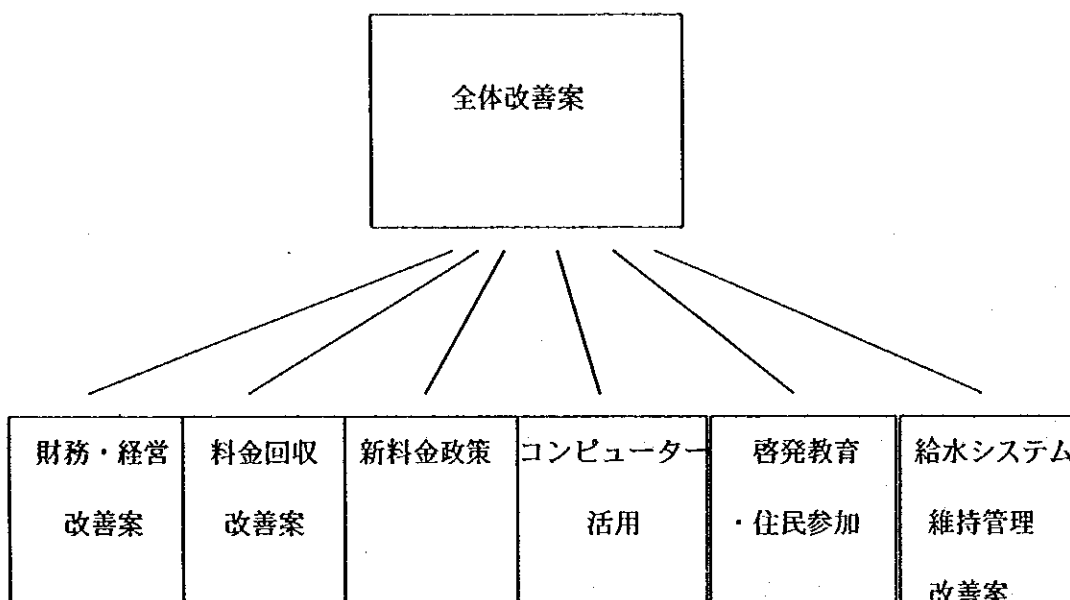 全体改善案
財務・経営
改善案
料金回収
改善案
新料金政策
コンピューター
活用
啓発教育
・住民参加
給水システム
維持管理
改善案